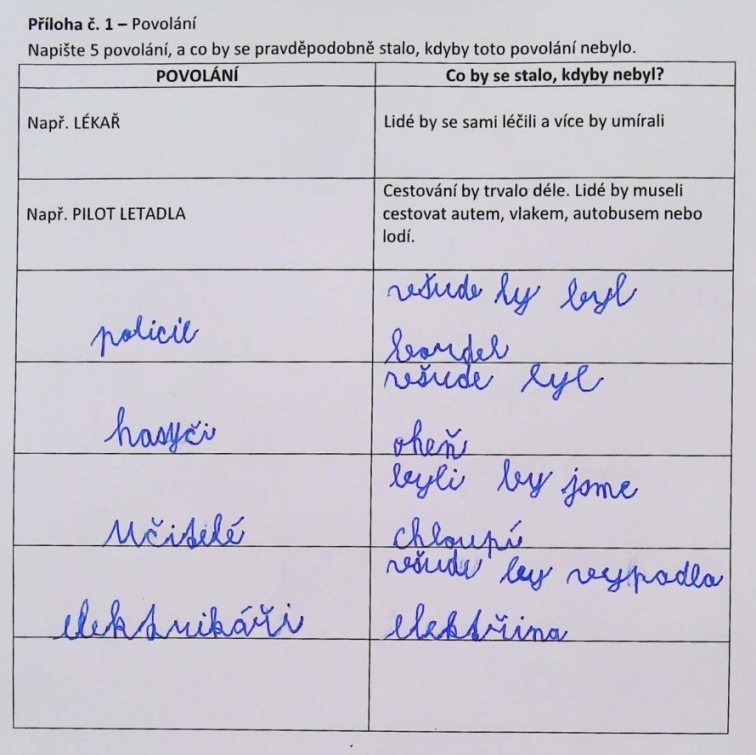 Příloha č. 1 – Povolání
Napište 5 povolání, a co by se pravděpodobně stalo, kdyby toto povolání nebylo.
POVOLÁNÍ
Co by se stalo, kdyby nebyl?
Např. LÉKAŘ
Lidé by se sami léčili a více by umírali
Např. PILOT LETADLA
Cestování by trvalo déle. Lidé by museli
cestovat autem, vlakem, autobusem nebo
lodí.
policie
všude by byl
bordel
hasyči
všude byl
oheň
Učitelé
byli by jsme
chloupí
elektrikáři
všude by vypadla
elektřina